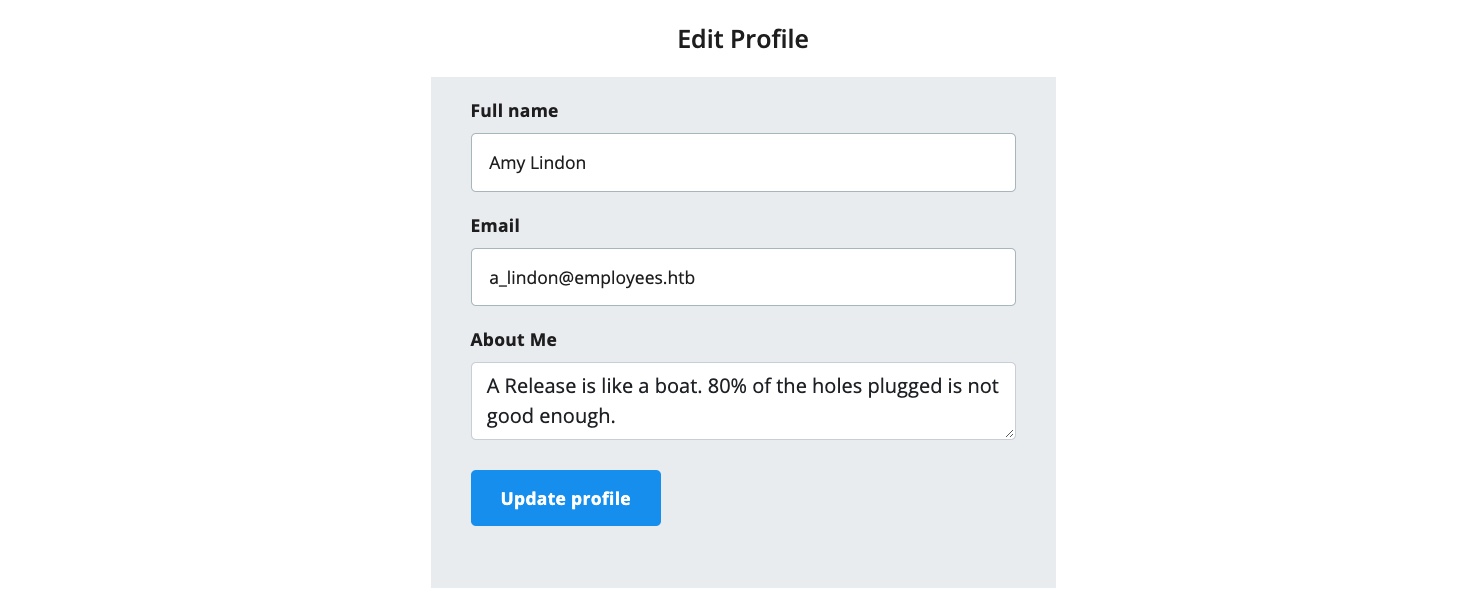 Edit Profile
Full name
Amy Lindon
Email
a_lindon@employees.htb
About Me
A Release is like a boat. 80% of the holes plugged is not
good enough.
Update profile